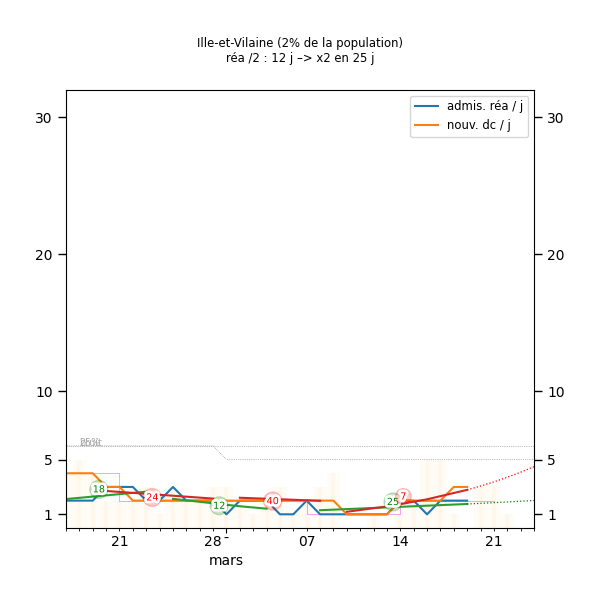 Ille-et-Vilaine (2% de la population)
réa /2 : 12 j –> x2 en 25 j
admis. réa / j
nouv. dc / j
30 30
20 20
10 10
5 5
1 1
18 24 12 40 25 7
21 28 07 14 21
mars